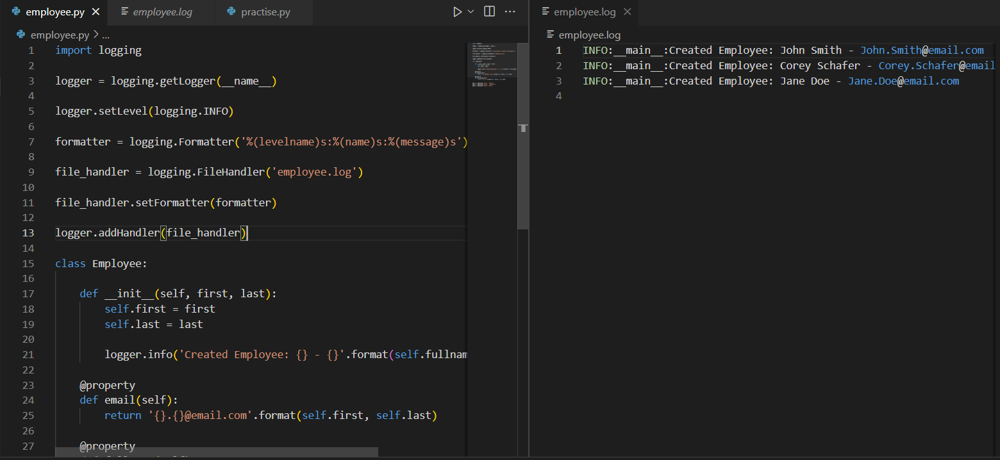 employee.py
employee.log
practise.py
employee.py > ...
1 import logging
2
3 logger = logging.getLogger(__name__)
4
5 logger.setLevel(logging.INFO)
6
7 formatter = logging.Formatter('%(levelname)s:%(name)s:%(message)s')
8
9 file_handler = logging.FileHandler('employee.log')
10
11 file_handler.setFormatter(formatter)
12
13 logger.addHandler(file_handler)
14
15 class Employee:
16
17 def __init__(self, first, last):
18 self.first = first
19 self.last = last
20
21 logger.info('Created Employee: {} - {}'.format(self.fullnam
22
23 @property
24 def email(self):
25 return '{}.{}@email.com'.format(self.first, self.last)
26
27 @property
employee.log
employee.log
1 INFO:__main__:Created Employee: John Smith - John.Smith@email.com
2 INFO:__main__:Created Employee: Corey Schafer - Corey.Schafer@email
3 INFO:__main__:Created Employee: Jane Doe - Jane.Doe@email.com
4